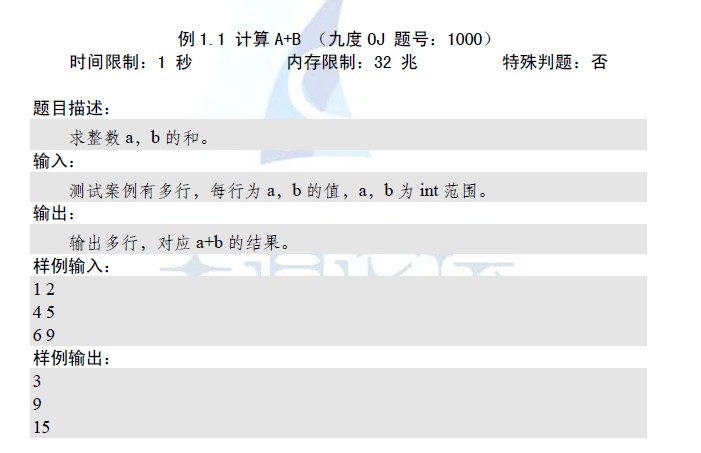 例1.1 计算A+B （九度OJ 题号：1000）
时间限制：1 秒 内存限制：32 兆 特殊判题：否
题目描述：
求整数 a，b 的和。
输入：
测试案例有多行，每行为 a，b 的值，a，b 为 int 范围。
输出：
输出多行，对应 a+b 的结果。
样例输入：
1 2
4 5
6 9
样例输出：
3
9
15